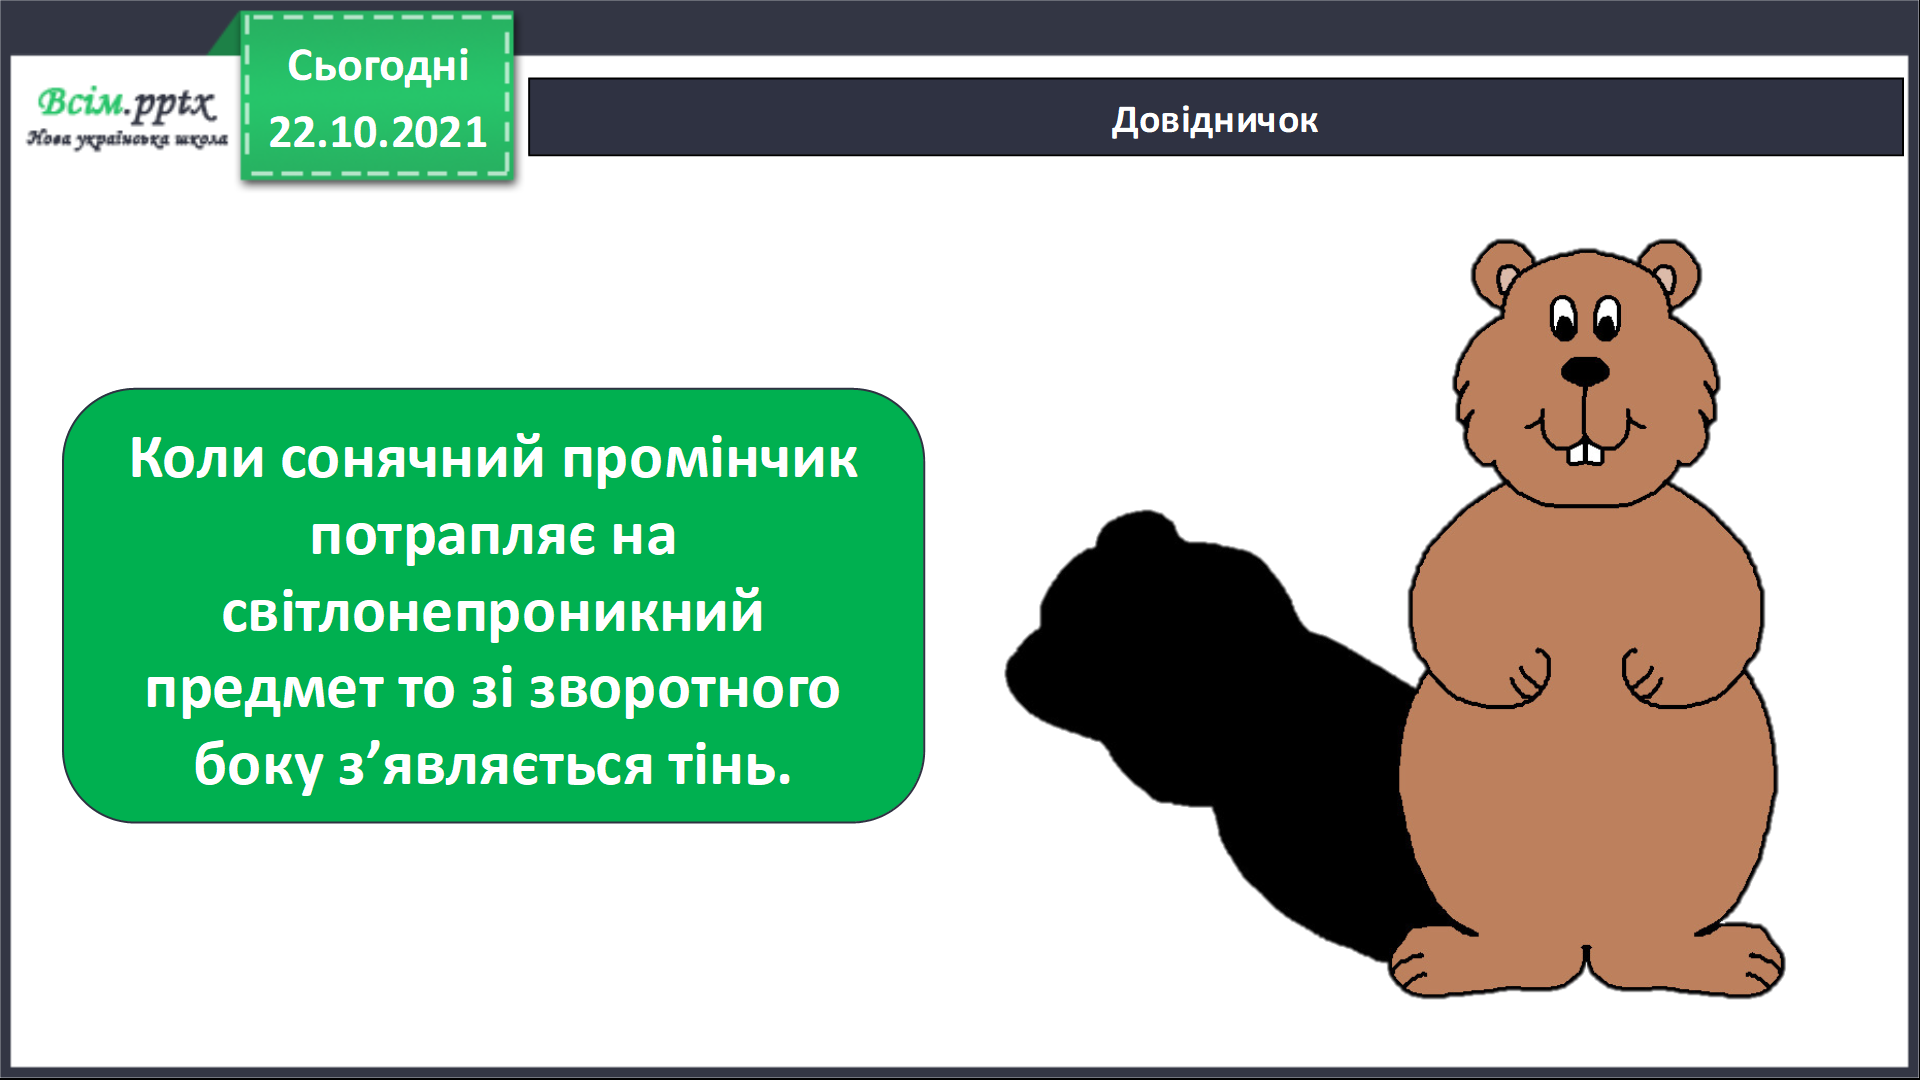 Всім.pptx
Нова українська школа
Сьогодні
22.10.2021
Довідничок
Коли сонячний промінчик
потрапляє на
світлонепроникний
предмет то зі зворотного
боку з’являється тінь.